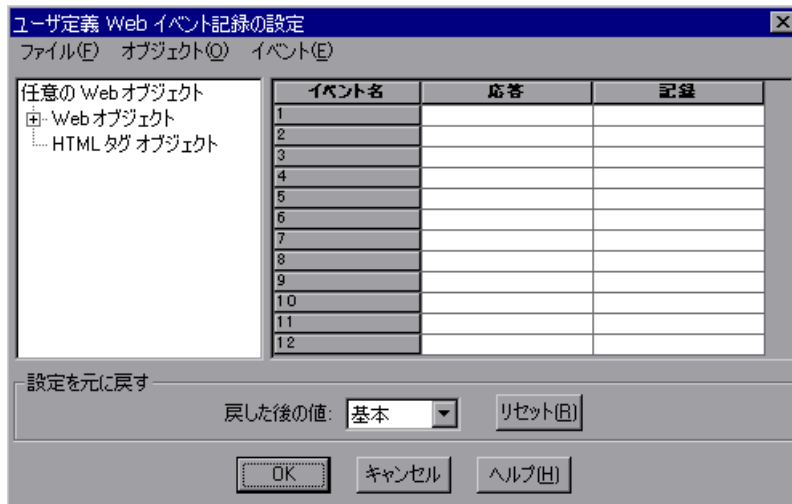 ユーザ定義 Web イベント記録の設定
ファイル(F) オブジェクト(O) イベント(E)
任意の Web オブジェクト
Web オブジェクト
HTML タグ オブジェクト
イベント名 応答 記録
1
2
3
4
5
6
7
8
9
10
11
12
設定を元に戻す
戻した後の値: 基本 リセット(R)
OK キャンセル ヘルプ(H)